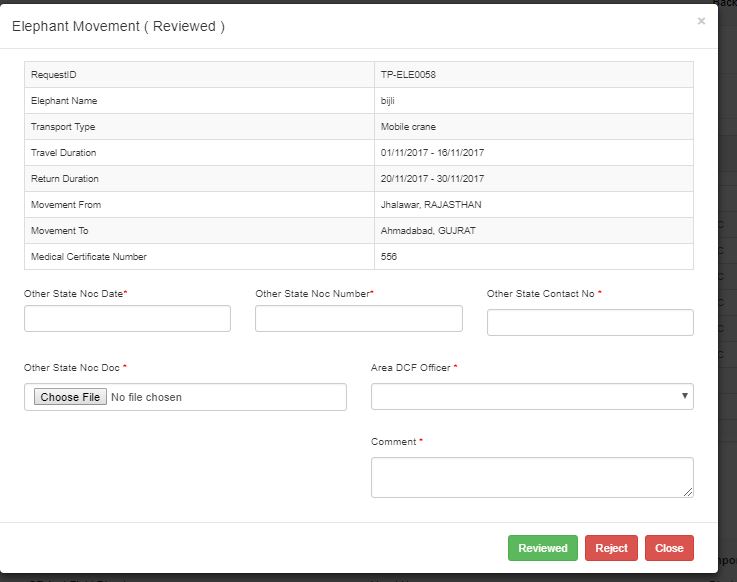 Back
Elephant Movement ( Reviewed )
×
RequestID TP-ELE0058
Elephant Name bijli
Transport Type Mobile crane
Travel Duration 01/11/2017 - 16/11/2017
Return Duration 20/11/2017 - 30/11/2017
Movement From Jhalawar, RAJASTHAN
Movement To Ahmadabad, GUJRAT
Medical Certificate Number 556
Other State Noc Date* Other State Noc Number* Other State Contact No *
Other State Noc Doc * Area DCF Officer *
Choose File No file chosen
Comment *
Reviewed Reject Close